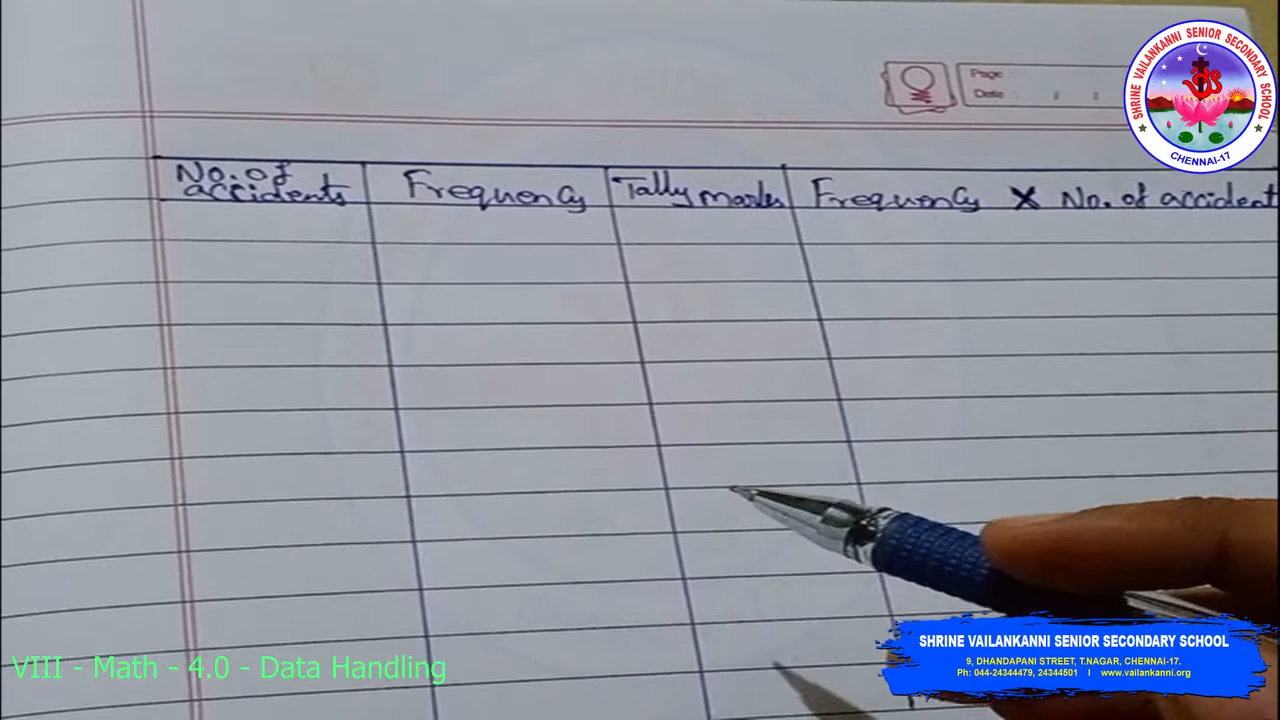 SHRINE VAILANKANNI SENIOR SECONDARY SCHOOL
CHENNAI-17
Page :
Date :
No. of accidents
Frequency
Tally marks
Frequency X No. of accident
VIII - Math - 4.0 - Data Handling
SHRINE VAILANKANNI SENIOR SECONDARY SCHOOL
9, DHANDAPANI STREET, T.NAGAR, CHENNAI-17.
Ph: 044-24344479, 24344501 I www.vailankanni.org